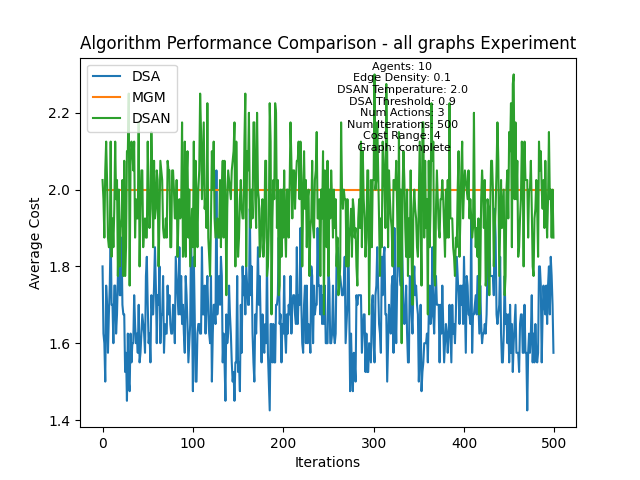 Algorithm Performance Comparison - all graphs Experiment
DSA
MGM
DSAN
Agents: 10
Edge Density: 0.1
DSAN Temperature: 2.0
DSA Threshold: 0.9
Num Actions: 3
Num Iterations: 500
Cost Range: 4
Graph: complete
2.2
2.0
1.8
1.6
1.4
Average Cost
0
100
200
300
400
500
Iterations